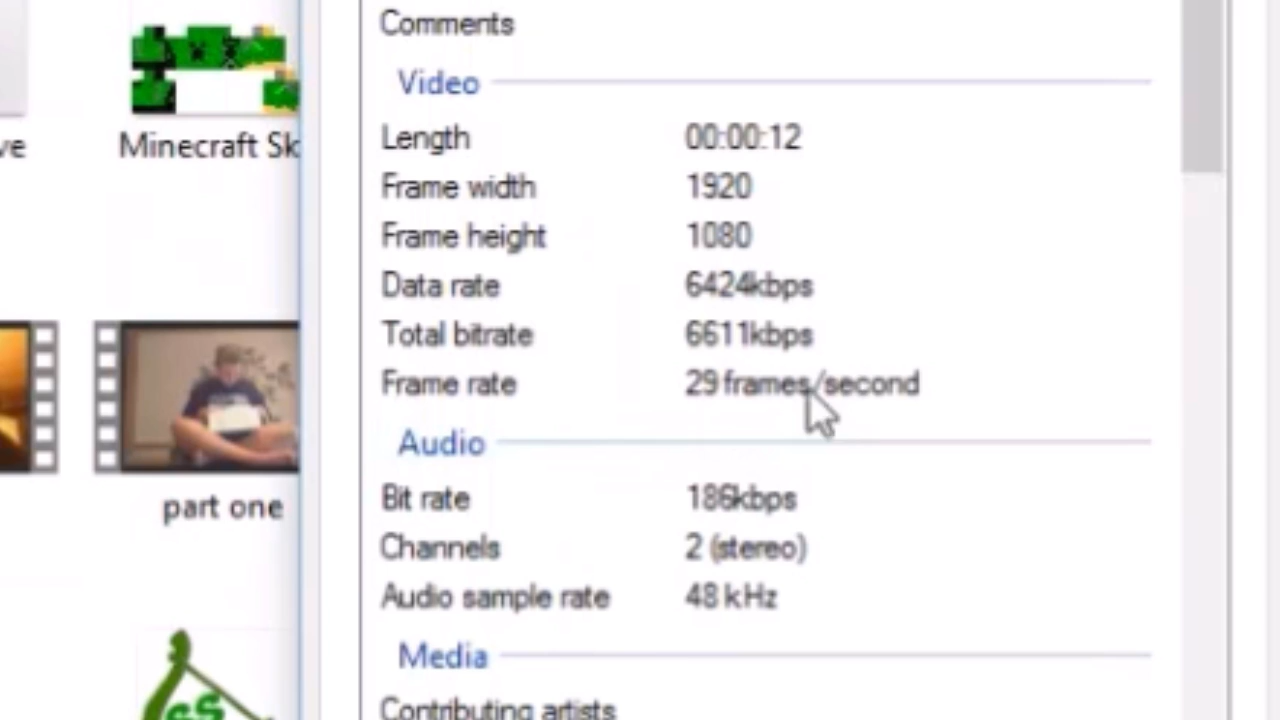 Comments
Video
Length 00:00:12
Frame width 1920
Frame height 1080
Data rate 6424kbps
Total bitrate 6611kbps
Frame rate 29 frames/second
Audio
Bit rate 186kbps
Channels 2 (stereo)
Audio sample rate 48 kHz
Media
Contributing artists
ve
Minecraft Sk
part one
SS